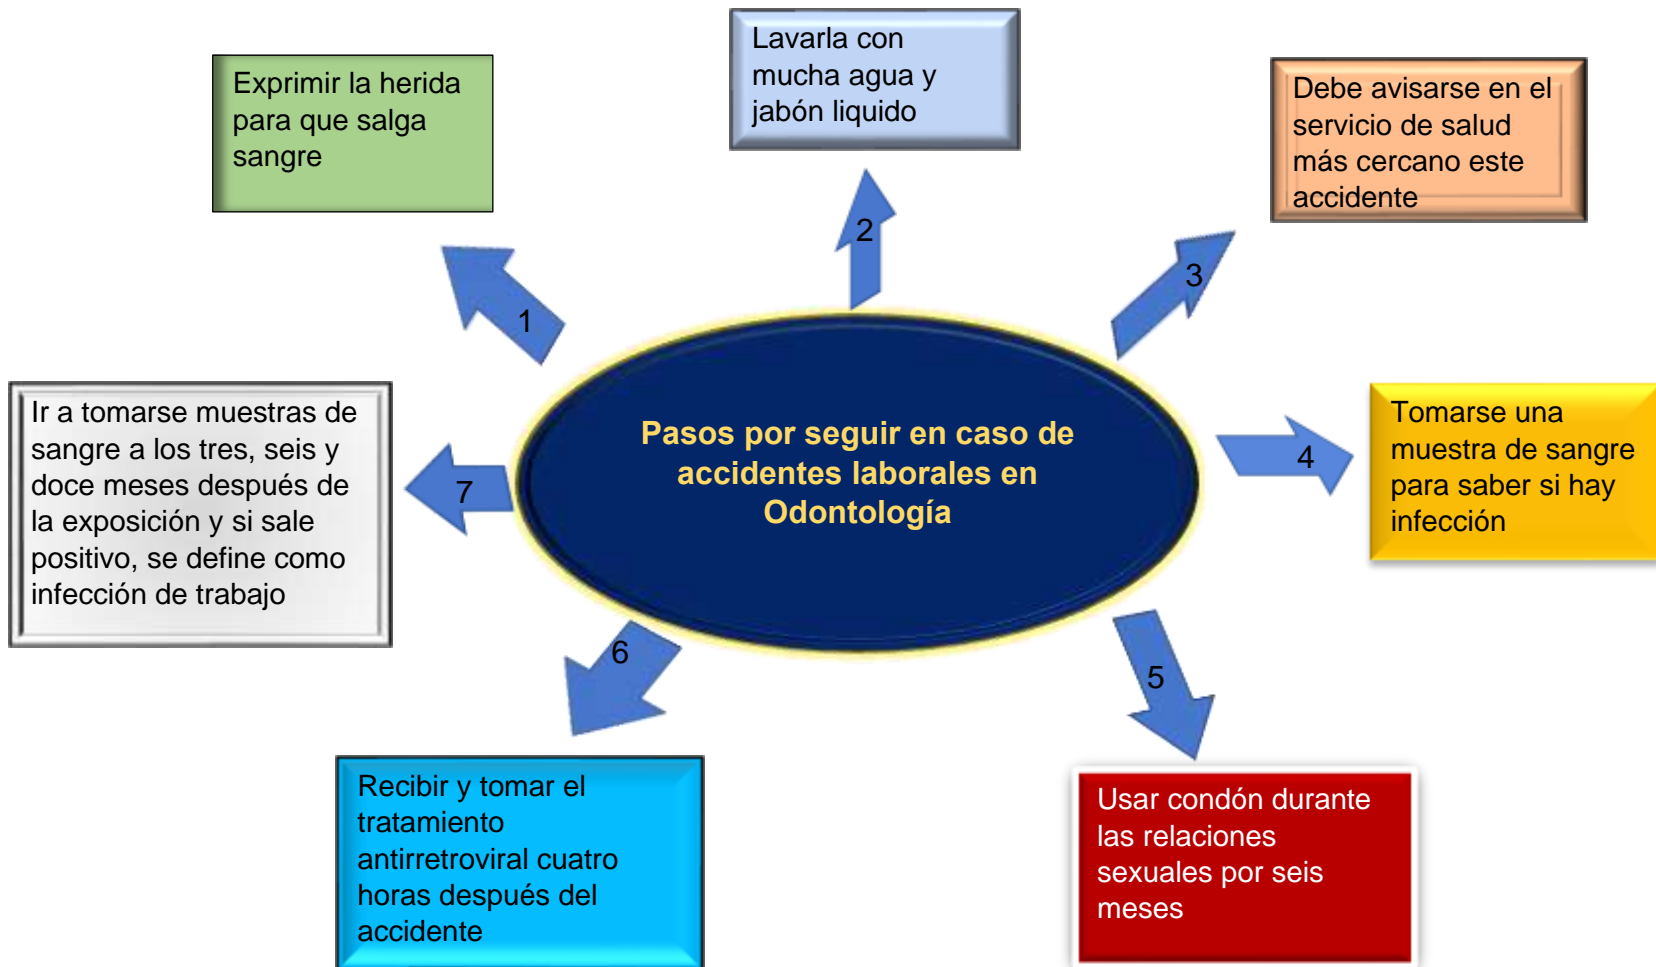 Pasos por seguir en caso de
accidentes laborales en
Odontología
1
Exprimir la herida
para que salga
sangre
2
Lavarla con
mucha agua y
jabón liquido
3
Debe avisarse en el
servicio de salud
más cercano este
accidente
4
Tomarse una
muestra de sangre
para saber si hay
infección
5
Usar condón durante
las relaciones
sexuales por seis
meses
6
Recibir y tomar el
tratamiento
antirretroviral cuatro
horas después del
accidente
7
Ir a tomarse muestras de
sangre a los tres, seis y
doce meses después de
la exposición y si sale
positivo, se define como
infección de trabajo